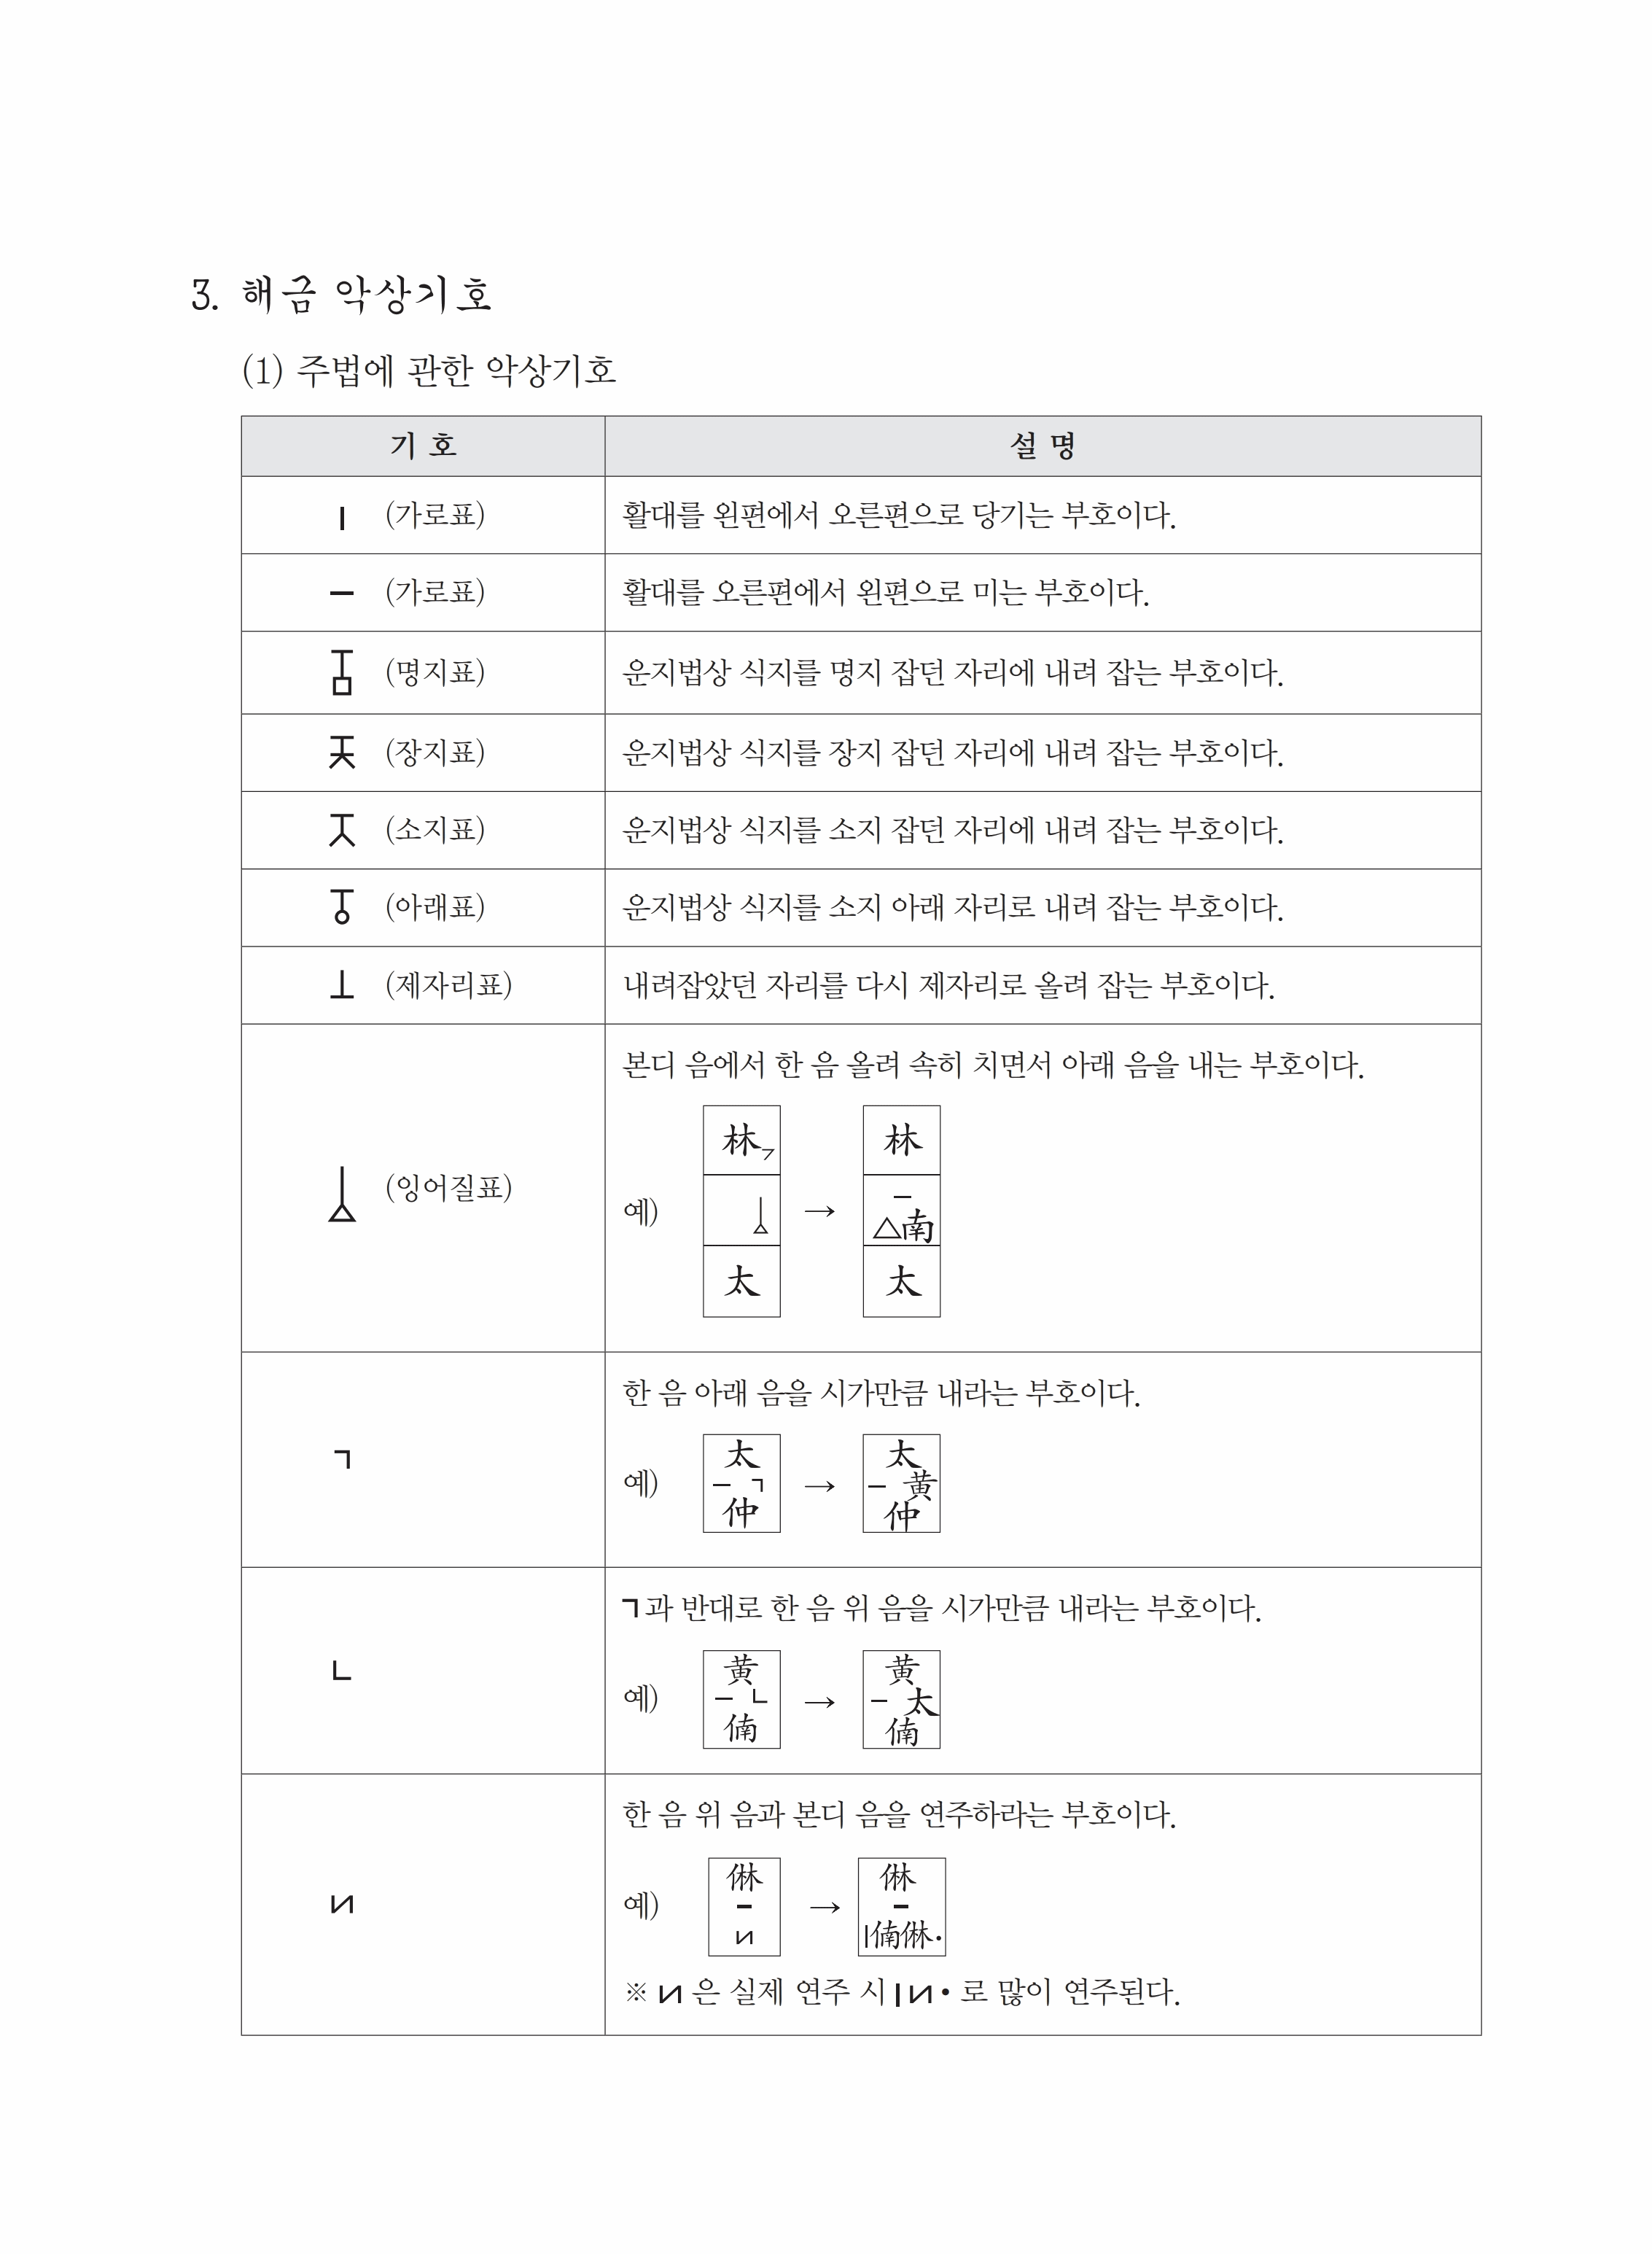 3. 해금 악상기호
(1) 주법에 관한 악상기호
기 호 설 명
ㅣ (가로표) 활대를 왼편에서 오른편으로 당기는 부호이다.
ㅡ (가로표) 활대를 오른편에서 왼편으로 미는 부호이다.
(명지표) 운지법상 식지를 명지 잡던 자리에 내려 잡는 부호이다.
(장지표) 운지법상 식지를 장지 잡던 자리에 내려 잡는 부호이다.
(소지표) 운지법상 식지를 소지 잡던 자리에 내려 잡는 부호이다.
(아래표) 운지법상 식지를 소지 아래 자리로 내려 잡는 부호이다.
⊥ (제자리표) 내려잡았던 자리를 다시 제자리로 올려 잡는 부호이다.
본디 음에서 한 음 올려 속히 치면서 아래 음을 내는 부호이다.
(잉어질표)
林 林
예) → ㅡ
△南
太 太
한 음 아래 음을 시가만큼 내라는 부호이다.
ㄱ
太 太
예) ㅡ ㄱ → ㅡ 黄
仲 仲
ㄱ과 반대로 한 음 위 음을 시가만큼 내라는 부호이다.
ㄴ
黄 黄
예) ㅡ ㄴ → ㅡ 太
㑲 㑲
한 음 위 음과 본디 음을 연주하라는 부호이다.
И
㑣 㑣
예) ㅡ → ㅡ
И ㅣ㑲㑣•
※ И 은 실제 연주 시 ㅣИ• 로 많이 연주된다.